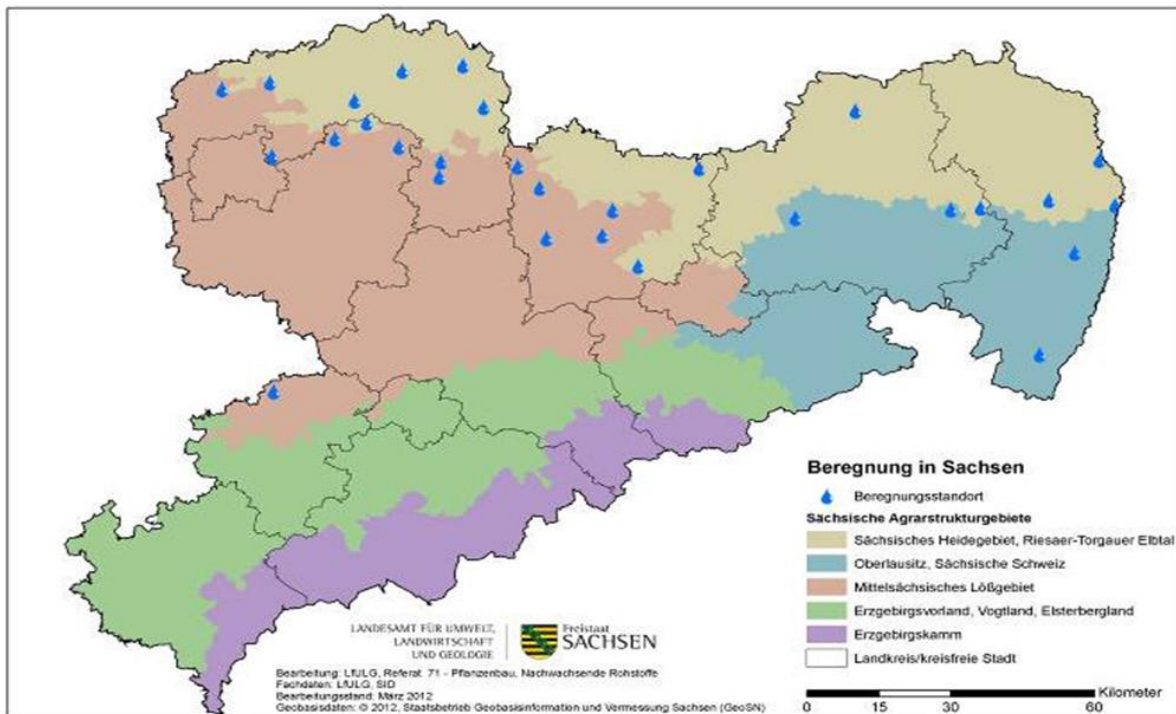 Beregnung in Sachsen
Beregnungsstandort
Sächsische Agrarstrukturgebiete
Sächsisches Heidegebiet, Riesaer-Torgauer Elbtal
Oberlausitz, Sächsische Schweiz
Mittelsächsisches Lößgebiet
Erzgebirgsvorland, Vogtland, Elsterbergland
Erzgebirgskamm
Landkreis/kreisfreie Stadt
Kilometer
0 15 30 60
LANDESAMT FÜR UMWELT,
LANDWIRTSCHAFT
UND GEOLOGIE
Freistaat
SACHSEN
Bearbeitung: LfULG, Referat 71 - Pflanzenbau, Nachwachsende Rohstoffe
Fachdaten: LfULG, SID
Bearbeitungsstand: März 2012
Geobasisdaten: © 2012, Staatsbetrieb Geobasisinformation und Vermessung Sachsen (GeoSN)